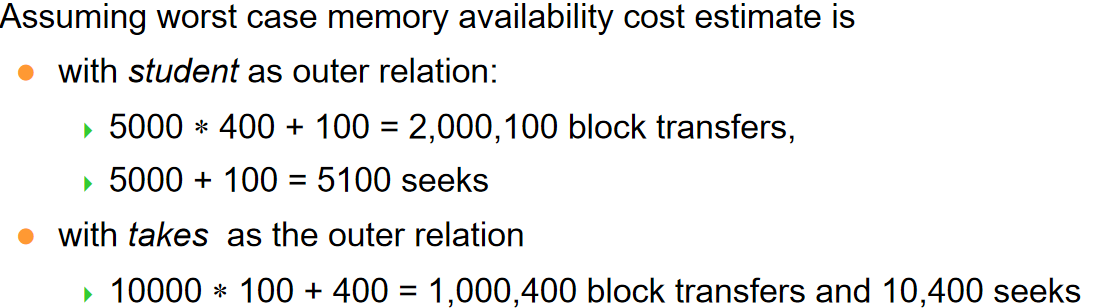 Assuming worst case memory availability cost estimate is
with student as outer relation:
5000 * 400 + 100 = 2,000,100 block transfers,
5000 + 100 = 5100 seeks
with takes as the outer relation
10000 * 100 + 400 = 1,000,400 block transfers and 10,400 seeks